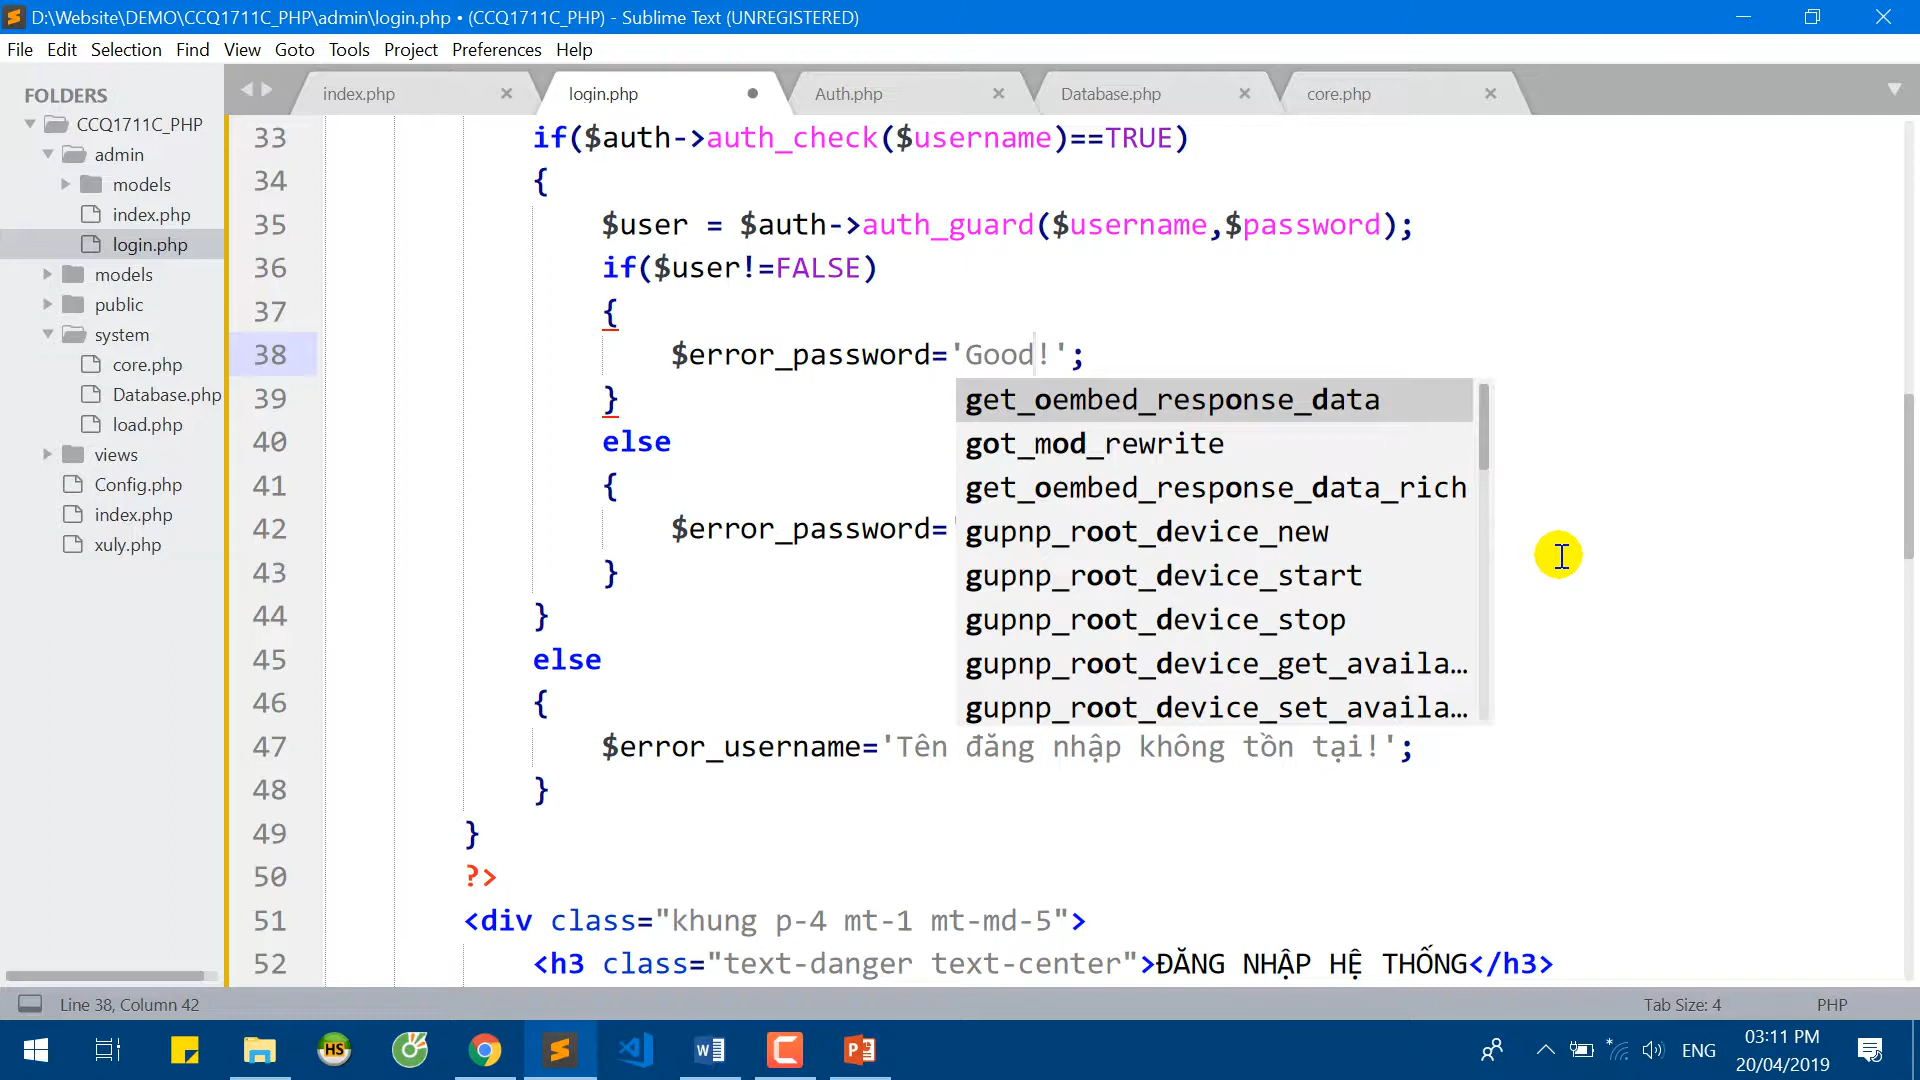 D:\Website\DEMO\CCQ1711C_PHP\admin\login.php • (CCQ1711C_PHP) - Sublime Text (UNREGISTERED)
File Edit Selection Find View Goto Tools Project Preferences Help
index.php login.php Auth.php Database.php core.php
FOLDERS
CCQ1711C_PHP
admin
models
index.php
login.php
models
public
system
core.php
Database.php
load.php
views
Config.php
index.php
xuly.php
33 if($auth->auth_check($username)==TRUE)
34 {
35 $user = $auth->auth_guard($username,$password);
36 if($user!=FALSE)
37 {
38 $error_password='Good!';
39 }
40 else
41 {
42 $error_password='
43 }
44 }
45 else
46 {
47 $error_username='Tên đăng nhập không tồn tại!';
48 }
49 }
50 ?>
51 <div class="khung p-4 mt-1 mt-md-5">
52 <h3 class="text-danger text-center">ĐĂNG NHẬP HỆ THỐNG</h3>
get_oembed_response_data
got_mod_rewrite
get_oembed_response_data_rich
gupnp_root_device_new
gupnp_root_device_start
gupnp_root_device_stop
gupnp_root_device_get_availa…
gupnp_root_device_set_availa…
Line 38, Column 42
Tab Size: 4 PHP
HS
ENG
03:11 PM
20/04/2019